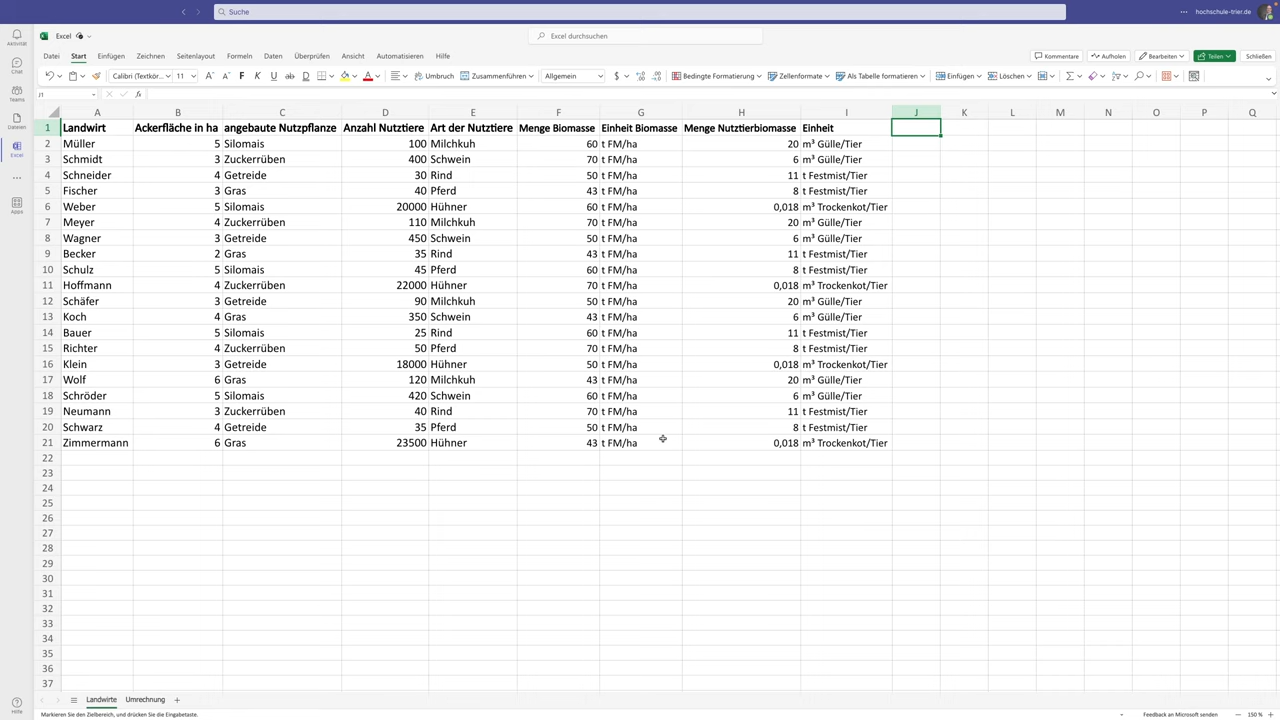 Suche
hochschule-trier.de
Aktivität
Chat
Teams
Dateien
Excel
Apps
Hilfe
Excel
Excel durchsuchen
Datei Start Einfügen Zeichnen Seitenlayout Formeln Daten Überprüfen Ansicht Automatisieren Hilfe
Kommentare Aufholen Bearbeiten Teilen Schließen
Calibri (Textkör... 11 F K U ab D Umbruch Zusammenführen Allgemein $ Bedingte Formatierung Zellenformate Als Tabelle formatieren Einfügen Löschen
J1 fx
A B C D E F G H I J K L M N O P Q
1 Landwirt Ackerfläche in ha angebaute Nutzpflanze Anzahl Nutztiere Art der Nutztiere Menge Biomasse Einheit Biomasse Menge Nutztierbiomasse Einheit
2 Müller 5 Silomais 100 Milchkuh 60 t FM/ha 20 m³ Gülle/Tier
3 Schmidt 3 Zuckerrüben 400 Schwein 70 t FM/ha 6 m³ Gülle/Tier
4 Schneider 4 Getreide 30 Rind 50 t FM/ha 11 t Festmist/Tier
5 Fischer 3 Gras 40 Pferd 43 t FM/ha 8 t Festmist/Tier
6 Weber 5 Silomais 20000 Hühner 60 t FM/ha 0,018 m³ Trockenkot/Tier
7 Meyer 4 Zuckerrüben 110 Milchkuh 70 t FM/ha 20 m³ Gülle/Tier
8 Wagner 3 Getreide 450 Schwein 50 t FM/ha 6 m³ Gülle/Tier
9 Becker 2 Gras 35 Rind 43 t FM/ha 11 t Festmist/Tier
10 Schulz 5 Silomais 45 Pferd 60 t FM/ha 8 t Festmist/Tier
11 Hoffmann 4 Zuckerrüben 22000 Hühner 70 t FM/ha 0,018 m³ Trockenkot/Tier
12 Schäfer 3 Getreide 90 Milchkuh 50 t FM/ha 20 m³ Gülle/Tier
13 Koch 4 Gras 350 Schwein 43 t FM/ha 6 m³ Gülle/Tier
14 Bauer 5 Silomais 25 Rind 60 t FM/ha 11 t Festmist/Tier
15 Richter 4 Zuckerrüben 50 Pferd 70 t FM/ha 8 t Festmist/Tier
16 Klein 3 Getreide 18000 Hühner 50 t FM/ha 0,018 m³ Trockenkot/Tier
17 Wolf 6 Gras 120 Milchkuh 43 t FM/ha 20 m³ Gülle/Tier
18 Schröder 5 Silomais 420 Schwein 60 t FM/ha 6 m³ Gülle/Tier
19 Neumann 3 Zuckerrüben 40 Rind 70 t FM/ha 11 t Festmist/Tier
20 Schwarz 4 Getreide 35 Pferd 50 t FM/ha 8 t Festmist/Tier
21 Zimmermann 6 Gras 23500 Hühner 43 t FM/ha 0,018 m³ Trockenkot/Tier
22
23
24
25
26
27
28
29
30
31
32
33
34
35
36
37
Landwirte Umrechnung +
Markieren Sie den Zielbereich, und drücken Sie die Eingabetaste.
Feedback an Microsoft senden 150 %